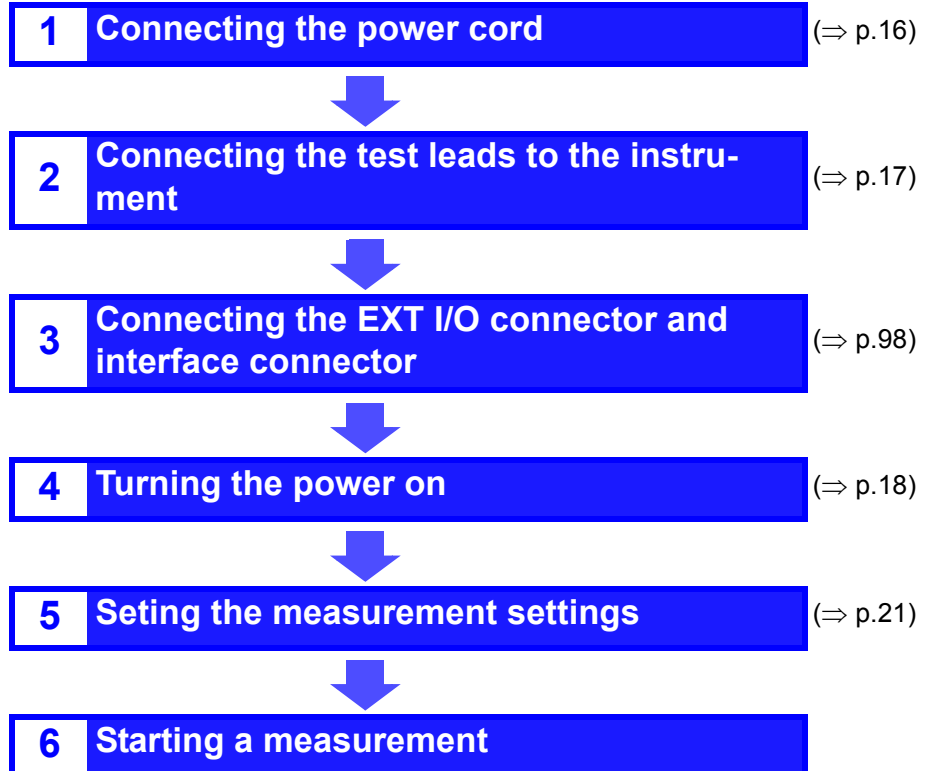 1 Connecting the power cord (⇒ p.16)
2 Connecting the test leads to the instru-
ment (⇒ p.17)
3 Connecting the EXT I/O connector and
interface connector (⇒ p.98)
4 Turning the power on (⇒ p.18)
5 Seting the measurement settings (⇒ p.21)
6 Starting a measurement